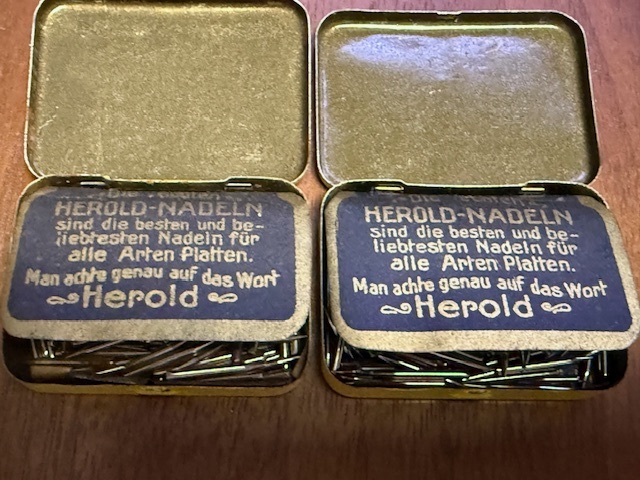 HEROLD-NADELN
sind die besten und be-
liebtesten Nadeln für
alle Arten Platten.
Man achte genau auf das Wort
Herold
HEROLD-NADELN
sind die besten und be-
liebtesten Nadeln für
alle Arten Platten.
Man achte genau auf das Wort
Herold